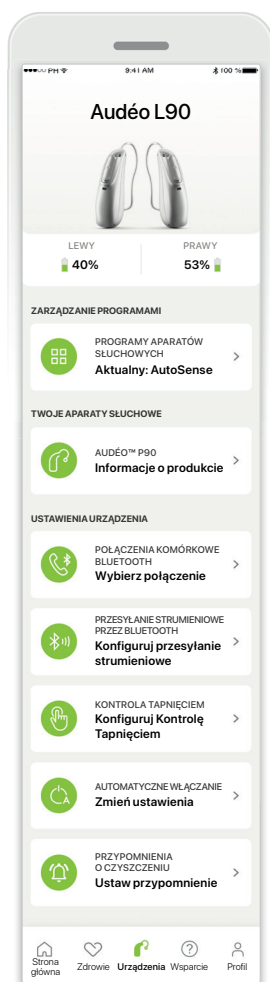 PH 9:41 AM 100 %
Audéo L90
LEWY PRAWY
40% 53%
ZARZĄDZANIE PROGRAMAMI
PROGRAMY APARATÓW
SŁUCHOWYCH
Aktualny: AutoSense
TWOJE APARATY SŁUCHOWE
AUDÉO™ P90
Informacje o produkcie
USTAWIENIA URZĄDZENIA
POŁĄCZENIA KOMÓRKOWE
BLUETOOTH
Wybierz połączenie
PRZESYŁANIE STRUMIENIOWE
PRZEZ BLUETOOTH
Konfiguruj przesyłanie
strumieniowe
KONTROLA TAPNIĘCIEM
Konfiguruj Kontrolę
Tapnięciem
AUTOMATYCZNE WŁĄCZANIE
Zmień ustawienia
PRZYPOMNIENIA
O CZYSZCZENIU
Ustaw przypomnienie
Strona
główna Zdrowie Urządzenia Wsparcie Profil